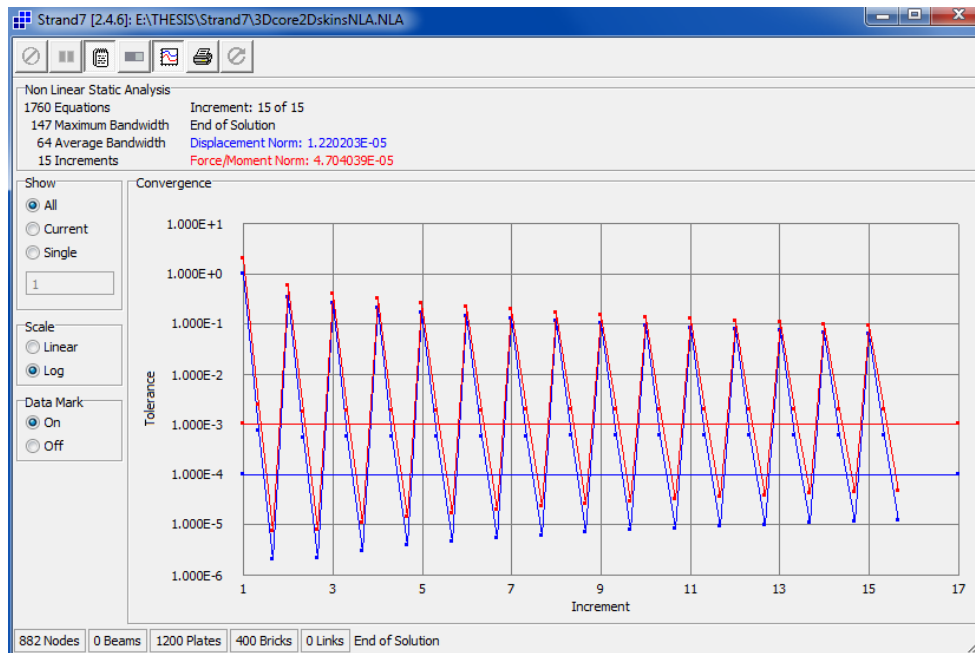 Strand7 [2.4.6]: E:\THESIS\Strand7\3Dcore2DskinsNLA.NLA
Non Linear Static Analysis
1760 Equations Increment: 15 of 15
147 Maximum Bandwidth End of Solution
64 Average Bandwidth Displacement Norm: 1.220203E-05
15 Increments Force/Moment Norm: 4.704039E-05
Show
All
Current
Single
1
Scale
Linear
Log
Data Mark
On
Off
Convergence
1.000E+1
1.000E+0
1.000E-1
1.000E-2
1.000E-3
1.000E-4
1.000E-5
1.000E-6
Tolerance
1 3 5 7 9 11 13 15 17
Increment
882 Nodes 0 Beams 1200 Plates 400 Bricks 0 Links End of Solution